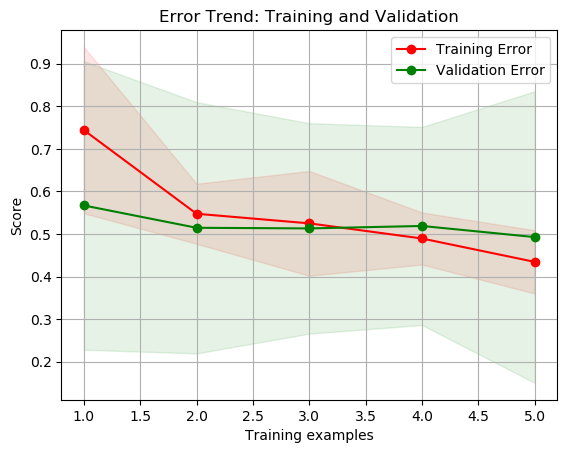 Error Trend: Training and Validation
Training Error
Validation Error
Score
0.9
0.8
0.7
0.6
0.5
0.4
0.3
0.2
1.0 1.5 2.0 2.5 3.0 3.5 4.0 4.5 5.0
Training examples